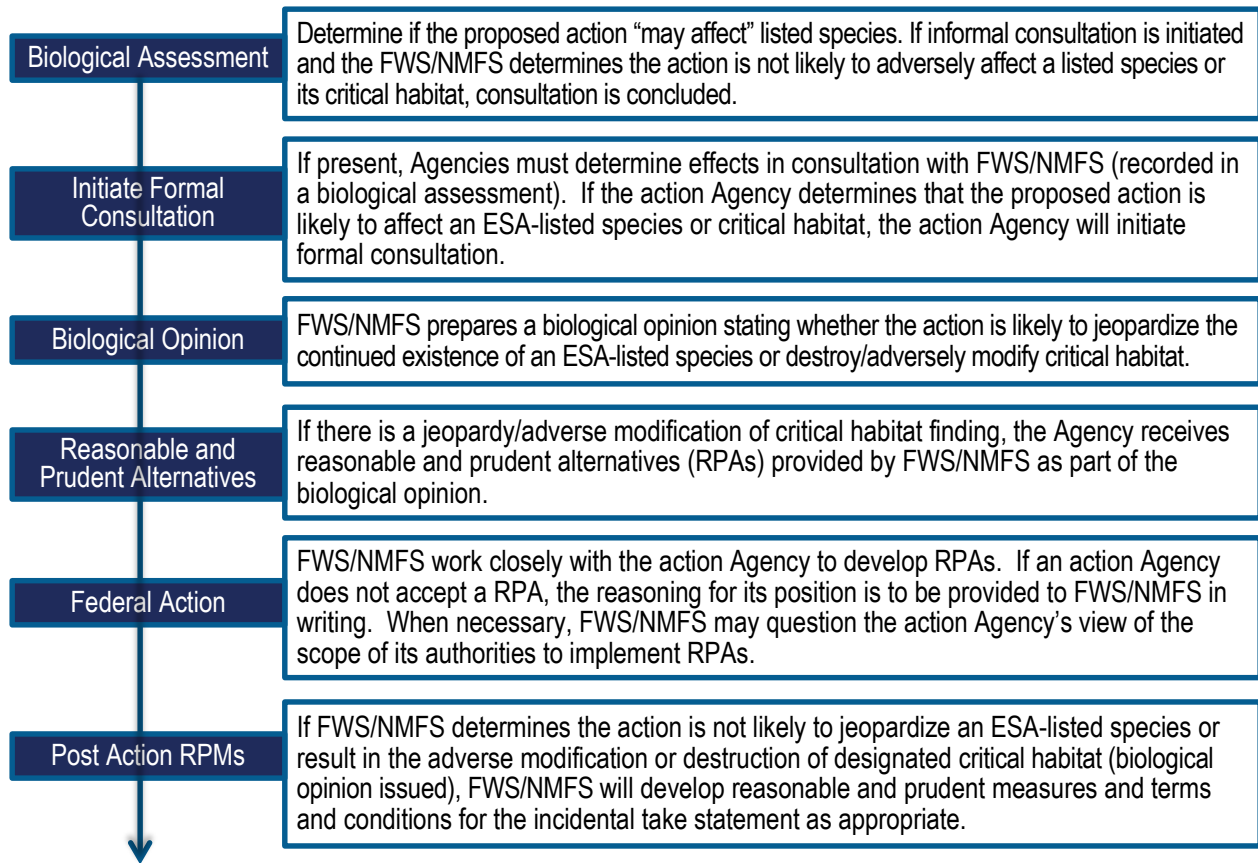 Biological Assessment
Determine if the proposed action “may affect” listed species. If informal consultation is initiated
and the FWS/NMFS determines the action is not likely to adversely affect a listed species or
its critical habitat, consultation is concluded.
Initiate Formal
Consultation
If present, Agencies must determine effects in consultation with FWS/NMFS (recorded in
a biological assessment). If the action Agency determines that the proposed action is
likely to affect an ESA-listed species or critical habitat, the action Agency will initiate
formal consultation.
Biological Opinion
FWS/NMFS prepares a biological opinion stating whether the action is likely to jeopardize the
continued existence of an ESA-listed species or destroy/adversely modify critical habitat.
Reasonable and
Prudent Alternatives
If there is a jeopardy/adverse modification of critical habitat finding, the Agency receives
reasonable and prudent alternatives (RPAs) provided by FWS/NMFS as part of the
biological opinion.
Federal Action
FWS/NMFS work closely with the action Agency to develop RPAs. If an action Agency
does not accept a RPA, the reasoning for its position is to be provided to FWS/NMFS in
writing. When necessary, FWS/NMFS may question the action Agency’s view of the
scope of its authorities to implement RPAs.
Post Action RPMs
If FWS/NMFS determines the action is not likely to jeopardize an ESA-listed species or
result in the adverse modification or destruction of designated critical habitat (biological
opinion issued), FWS/NMFS will develop reasonable and prudent measures and terms
and conditions for the incidental take statement as appropriate.